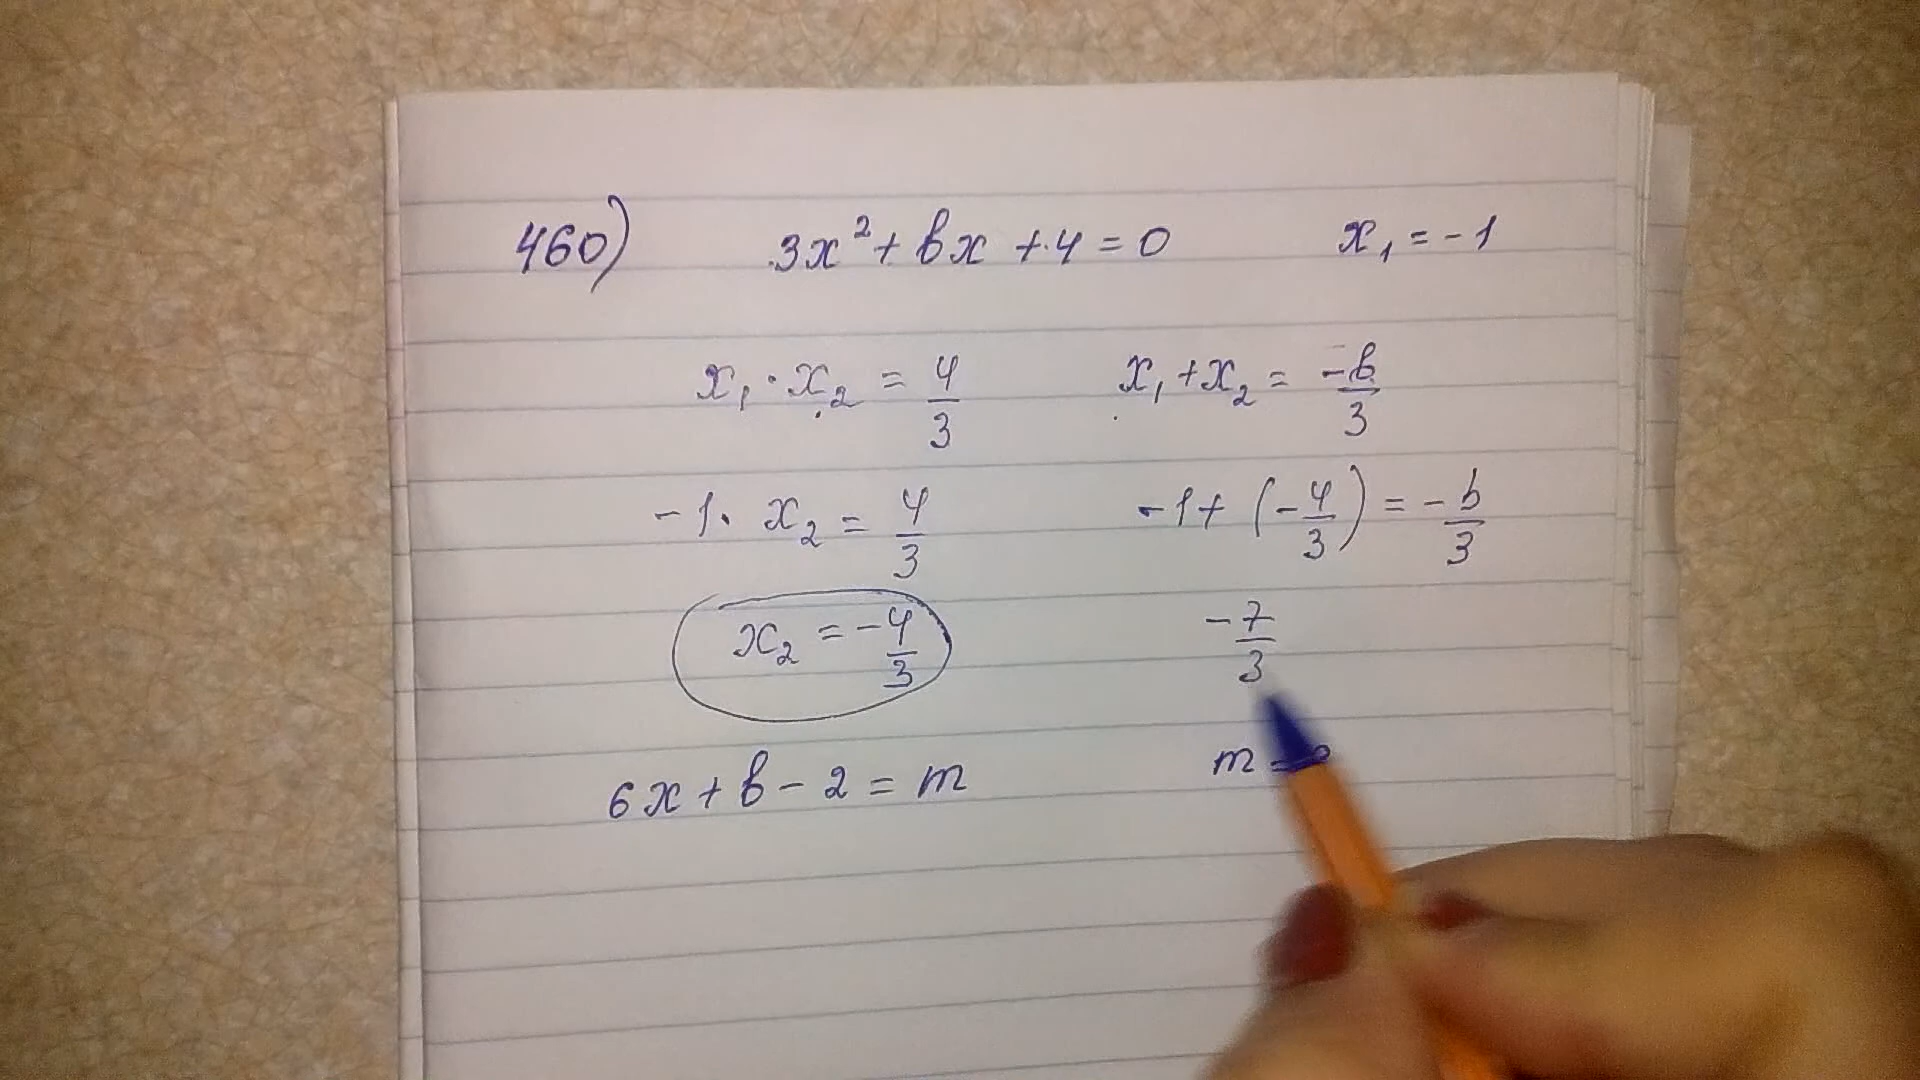 460) 3x² + bx + 4 = 0 x₁ = -1
x₁ · x₂ = 4/3 x₁ + x₂ = -b/3
-1 · x₂ = 4/3 -1 + (-4/3) = -b/3
x₂ = -4/3 -7/3
6x + b - 2 = m m =